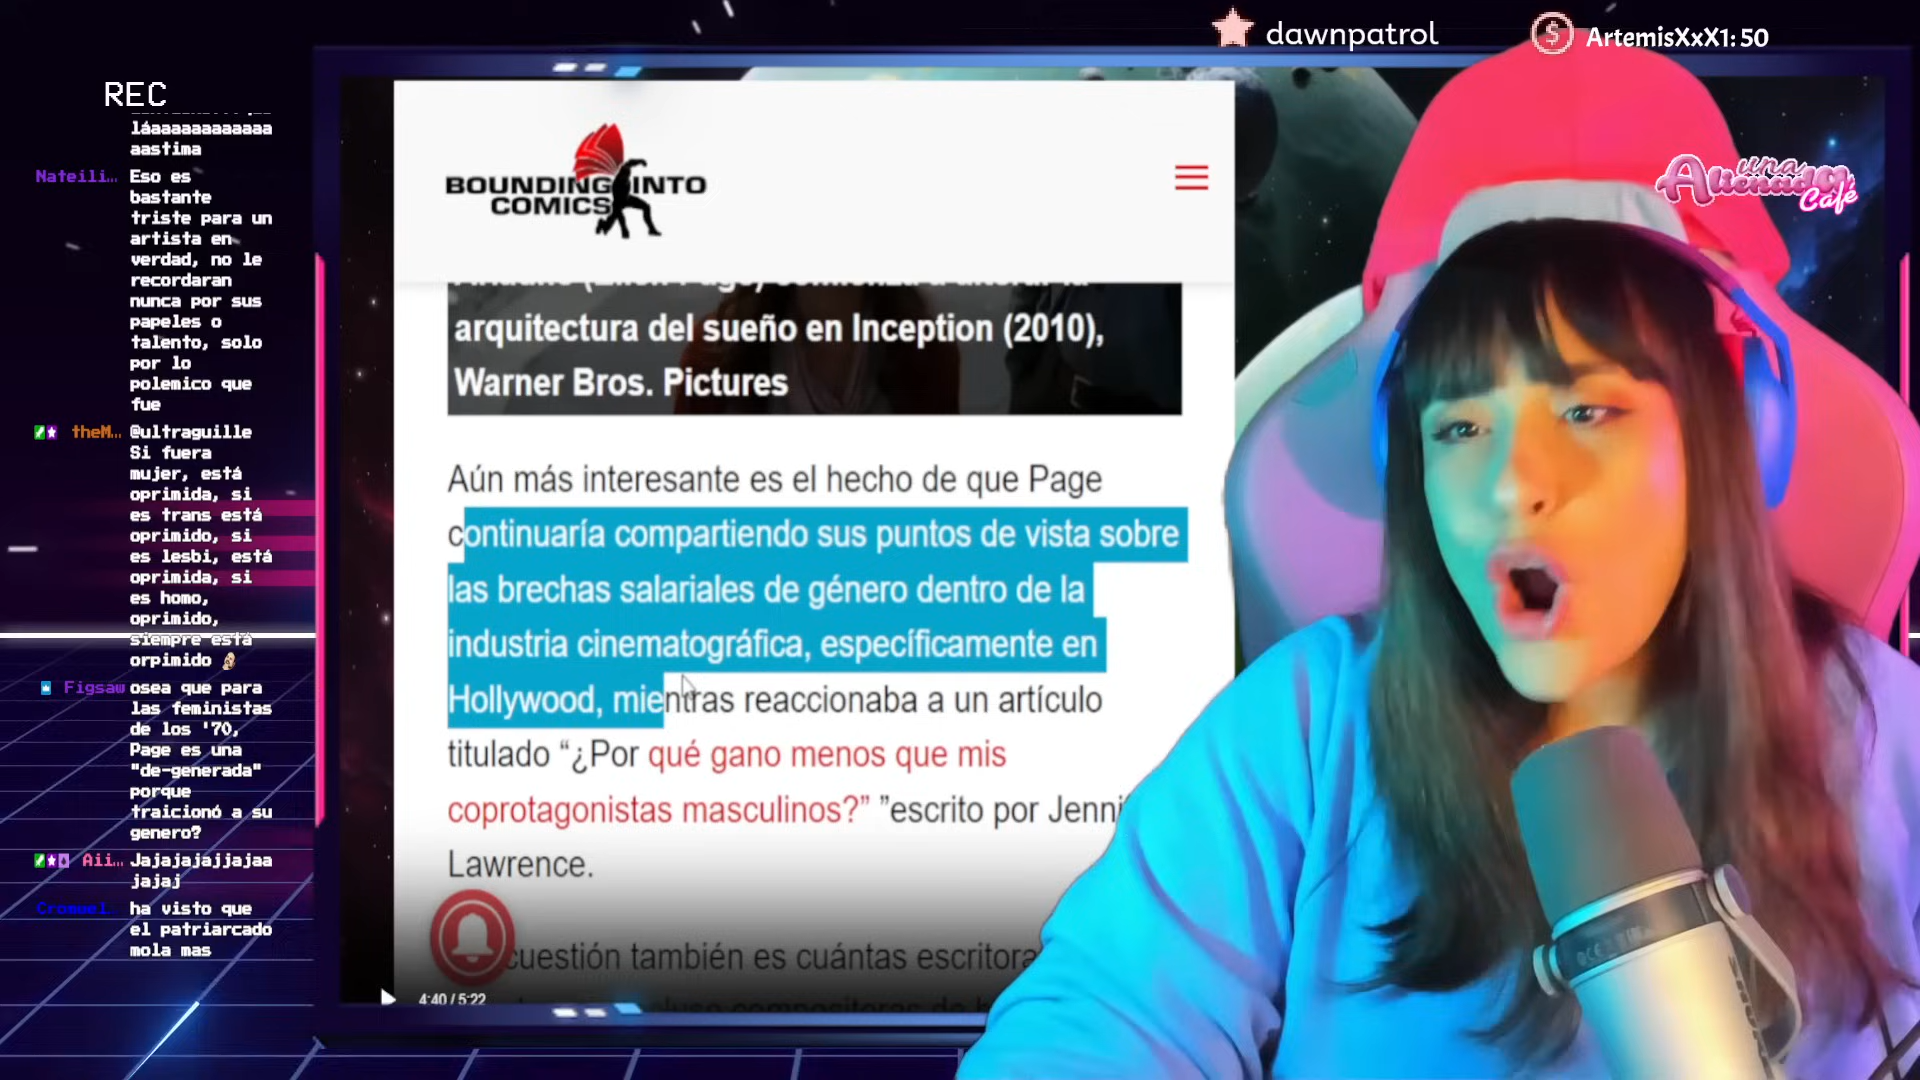 dawnpatrol
ArtemisXxX1: 50
REC
láaaaaaaaaaaaa
aastima
Nateili… Eso es
bastante
triste para un
artista en
verdad, no le
recordaran
nunca por sus
papeles o
talento, solo
por lo
polemico que
fue
theM… @ultraguille
Si fuera
mujer, está
oprimida, si
es trans está
oprimido, si
es lesbi, está
oprimida, si
es homo,
oprimido,
siempre está
orpimido
Figsaw osea que para
las feministas
de los '70,
Page es una
"de-generada"
porque
traicionó a su
genero?
Aii… Jajajajajjajaa
jajaj
Cromuel… ha visto que
el patriarcado
mola mas
BOUNDING INTO
COMICS
arquitectura del sueño en Inception (2010),
Warner Bros. Pictures
Aún más interesante es el hecho de que Page
continuaría compartiendo sus puntos de vista sobre
las brechas salariales de género dentro de la
industria cinematográfica, específicamente en
Hollywood, mientras reaccionaba a un artículo
titulado “¿Por qué gano menos que mis
coprotagonistas masculinos?” ”escrito por Jenni
Lawrence.
cuestión también es cuántas escritora
4:40 / 5:22
una
Alienada
Café